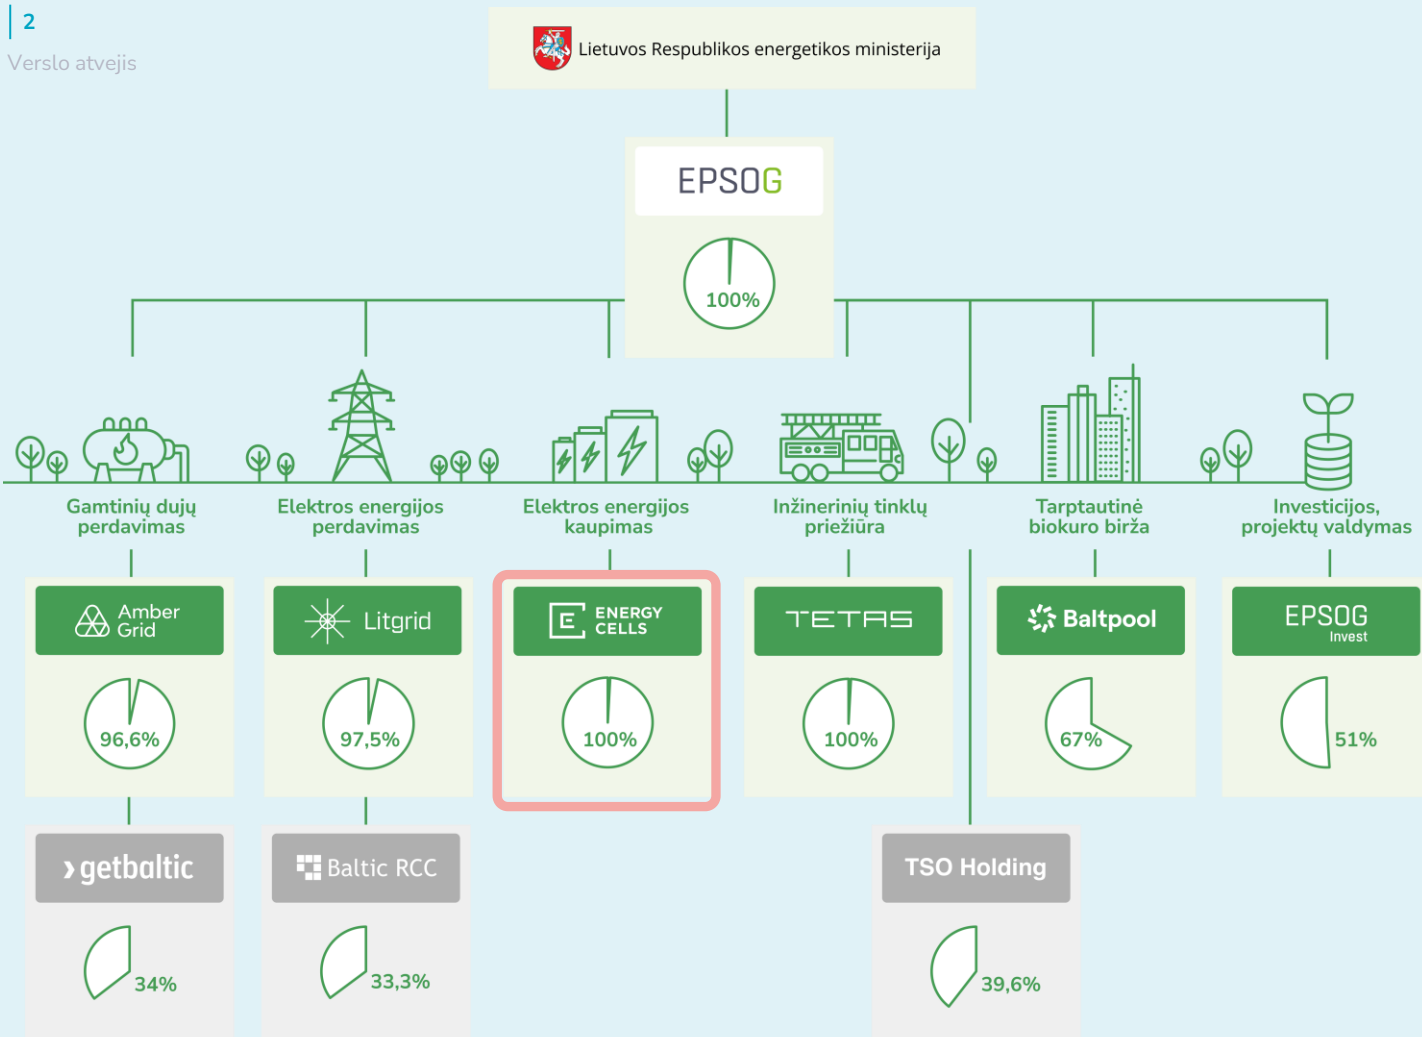 2
Verslo atvejis
Lietuvos Respublikos energetikos ministerija
EPSOG
100%
Gamtinių dujų
perdavimas
Elektros energijos
perdavimas
Elektros energijos
kaupimas
Inžinerinių tinklų
priežiūra
Tarptautinė
biokuro birža
Investicijos,
projektų valdymas
Amber
Grid
Litgrid
E ENERGY
CELLS
TETAS
Baltpool
EPSOG
Invest
96,6%
97,5%
100%
100%
67%
51%
getbaltic
Baltic RCC
TSO Holding
34%
33,3%
39,6%